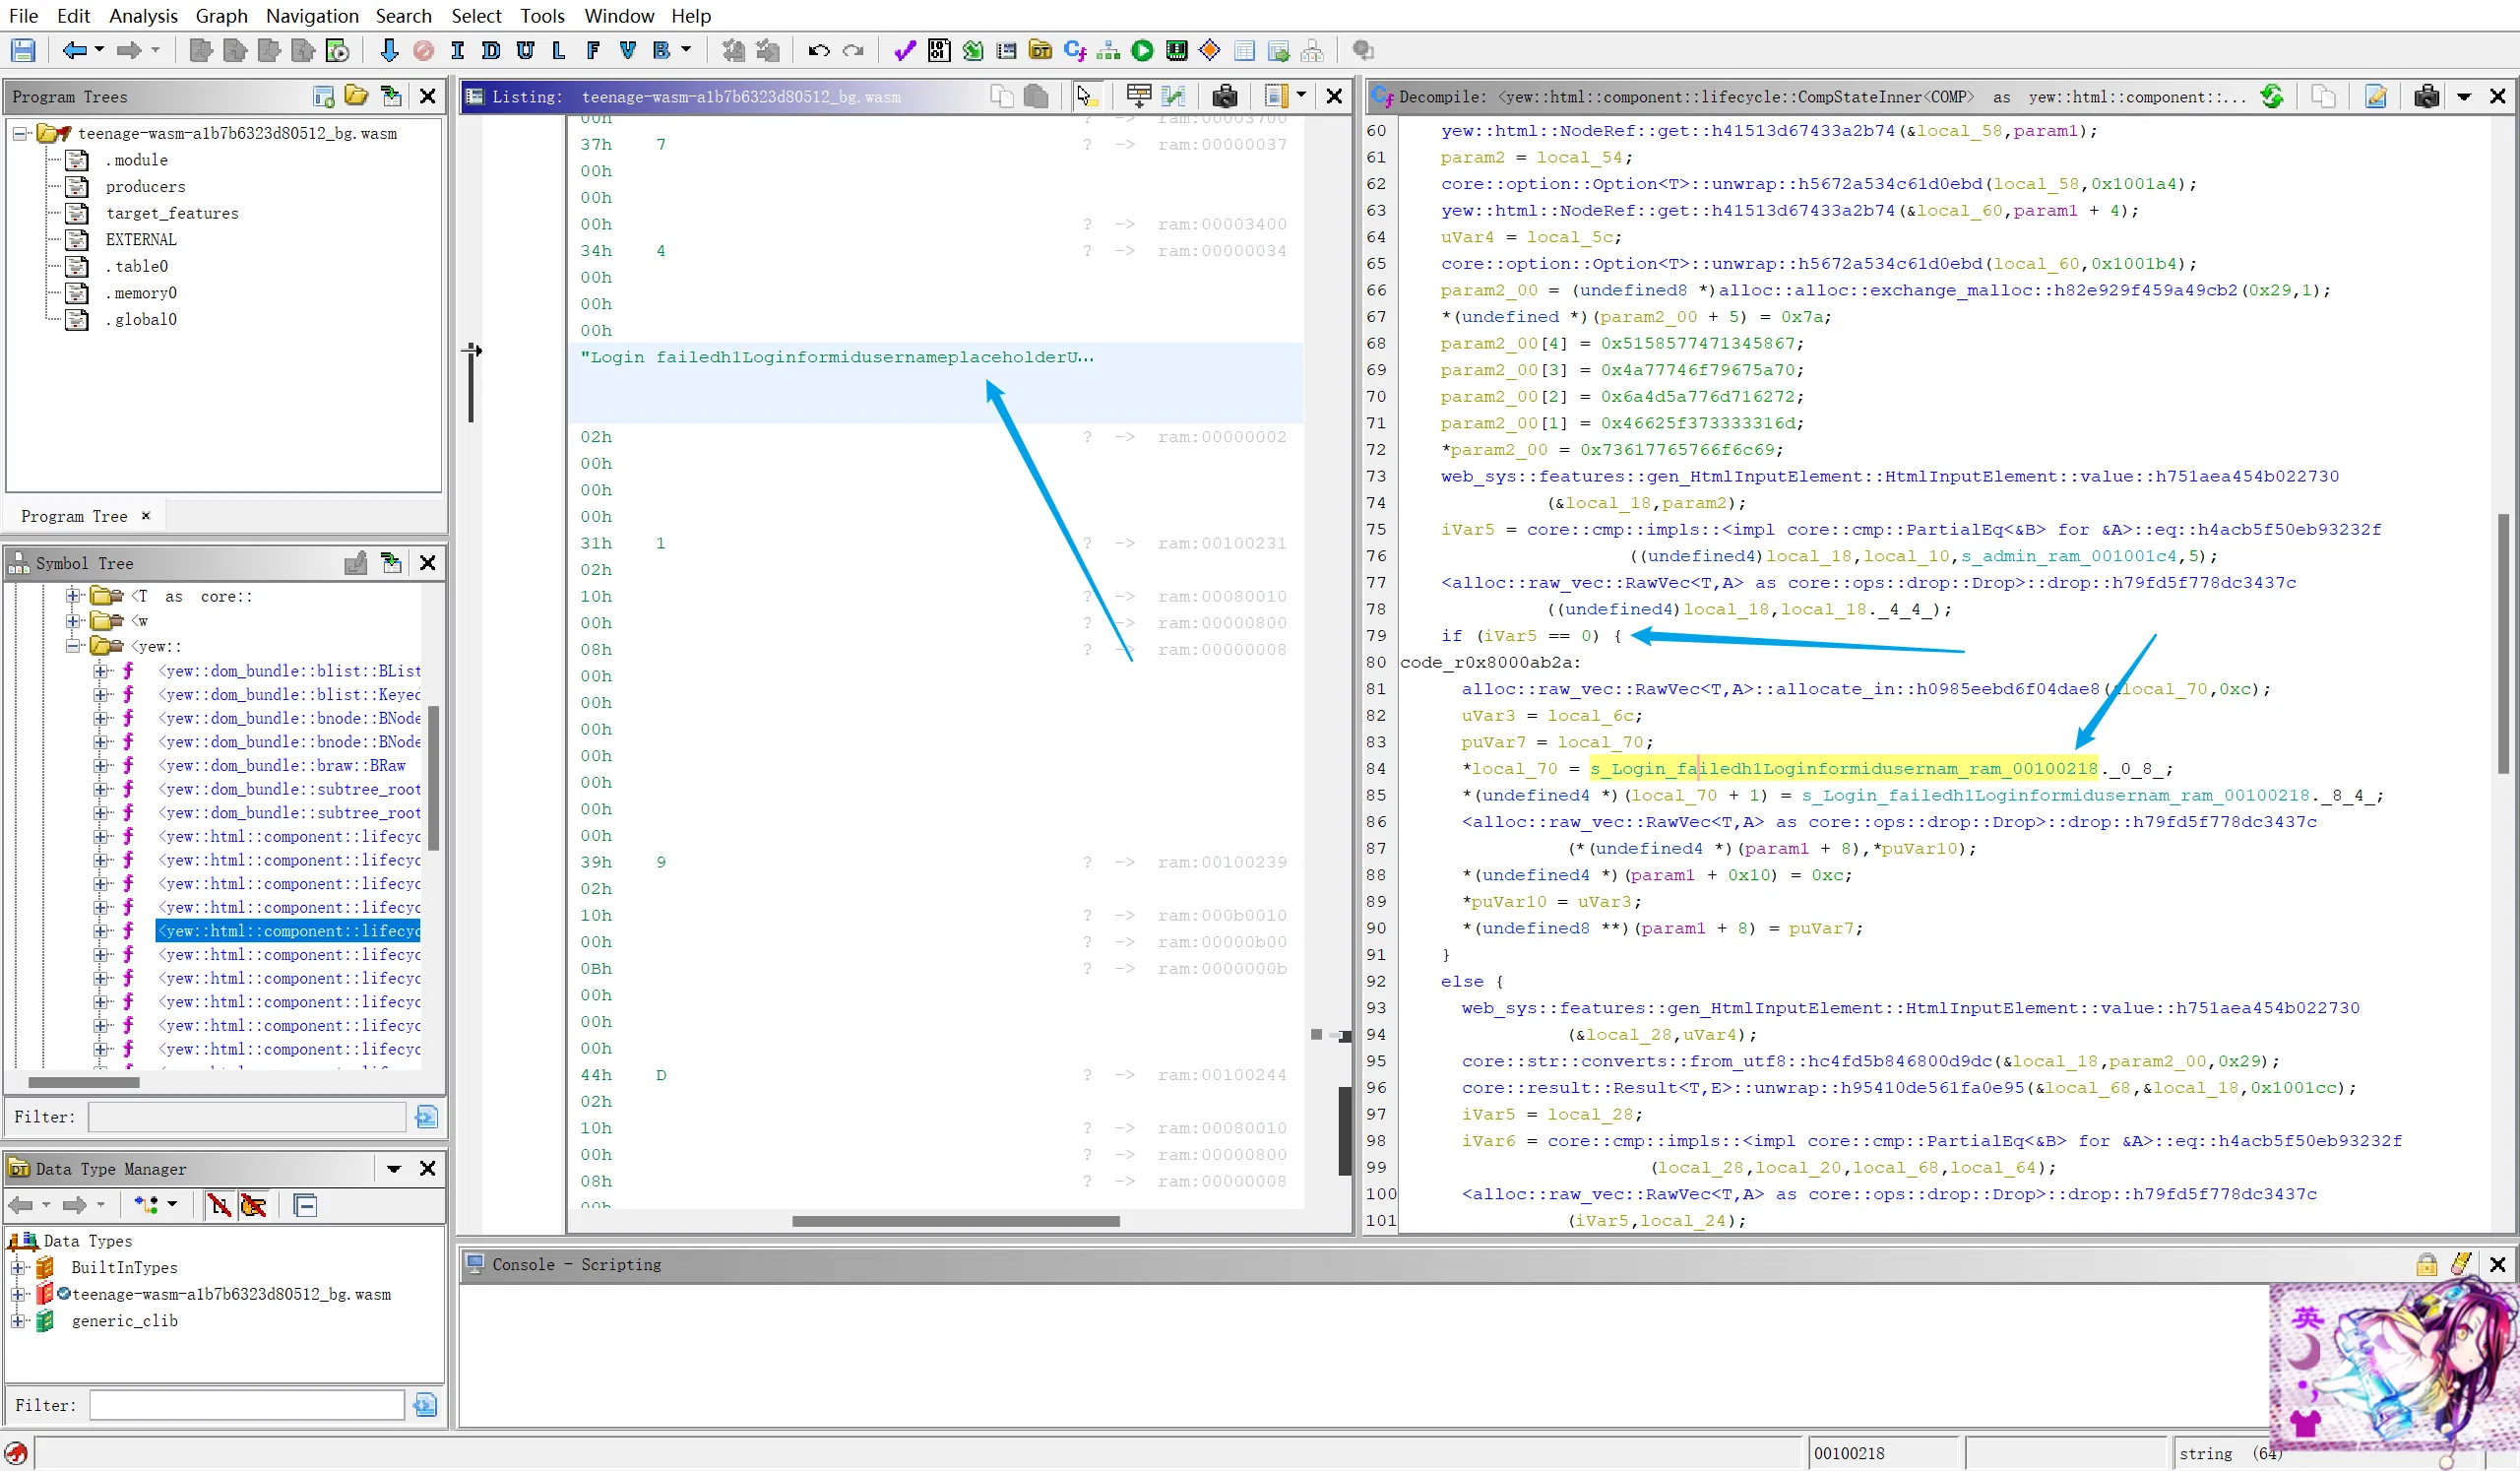 File Edit Analysis Graph Navigation Search Select Tools Window Help
I D U L F V B
Program Trees
teenage-wasm-a1b7b6323d80512_bg.wasm
.module
producers
target_features
EXTERNAL
.table0
.memory0
.global0
Program Tree ×
Symbol Tree
<T as core::
<w
<yew::
<yew::dom_bundle::blist::BList
<yew::dom_bundle::blist::Keyed
<yew::dom_bundle::bnode::BNode
<yew::dom_bundle::bnode::BNode
<yew::dom_bundle::braw::BRaw
<yew::dom_bundle::subtree_root
<yew::dom_bundle::subtree_root
<yew::html::component::lifecyc
<yew::html::component::lifecyc
<yew::html::component::lifecyc
<yew::html::component::lifecyc
<yew::html::component::lifecyc
<yew::html::component::lifecyc
<yew::html::component::lifecyc
<yew::html::component::lifecyc
<yew::html::component::lifecyc
<yew::html::component::lifecyc
Filter:
Data Type Manager
Data Types
BuiltInTypes
teenage-wasm-a1b7b6323d80512_bg.wasm
generic_clib
Filter:
Listing: teenage-wasm-a1b7b6323d80512_bg.wasm
00h ? -> ram:00003700
37h 7 ? -> ram:00000037
00h
00h
00h ? -> ram:00003400
34h 4 ? -> ram:00000034
00h
00h
00h
"Login failedh1LoginformidusernameplaceholderU...
02h ? -> ram:00000002
00h
00h
00h
31h 1 ? -> ram:00100231
02h
10h ? -> ram:00080010
00h ? -> ram:00000800
08h ? -> ram:00000008
00h
00h
00h
00h
00h
00h
00h
39h 9 ? -> ram:00100239
02h
10h ? -> ram:000b0010
00h ? -> ram:00000b00
0Bh ? -> ram:0000000b
00h
00h
00h
44h D ? -> ram:00100244
02h
10h ? -> ram:00080010
00h ? -> ram:00000800
08h ? -> ram:00000008
00h
Decompile: <yew::html::component::lifecycle::CompStateInner<COMP> as yew::html::component::...
60 yew::html::NodeRef::get::h41513d67433a2b74(&local_58,param1);
61 param2 = local_54;
62 core::option::Option<T>::unwrap::h5672a534c61d0ebd(local_58,0x1001a4);
63 yew::html::NodeRef::get::h41513d67433a2b74(&local_60,param1 + 4);
64 uVar4 = local_5c;
65 core::option::Option<T>::unwrap::h5672a534c61d0ebd(local_60,0x1001b4);
66 param2_00 = (undefined8 *)alloc::alloc::exchange_malloc::h82e929f459a49cb2(0x29,1);
67 *(undefined *)(param2_00 + 5) = 0x7a;
68 param2_00[4] = 0x5158577471345867;
69 param2_00[3] = 0x4a77746f79675a70;
70 param2_00[2] = 0x6a4d5a776d716272;
71 param2_00[1] = 0x46625f373333316d;
72 *param2_00 = 0x73617765766f6c69;
73 web_sys::features::gen_HtmlInputElement::HtmlInputElement::value::h751aea454b022730
74 (&local_18,param2);
75 iVar5 = core::cmp::impls::<impl core::cmp::PartialEq<&B> for &A>::eq::h4acb5f50eb93232f
76 ((undefined4)local_18,local_10,s_admin_ram_001001c4,5);
77 <alloc::raw_vec::RawVec<T,A> as core::ops::drop::Drop>::drop::h79fd5f778dc3437c
78 ((undefined4)local_18,local_18._4_4_);
79 if (iVar5 == 0) {
80 code_r0x8000ab2a:
81 alloc::raw_vec::RawVec<T,A>::allocate_in::h0985eebd6f04dae8(&local_70,0xc);
82 uVar3 = local_6c;
83 puVar7 = local_70;
84 *local_70 = s_Login_failedh1Loginformidusernam_ram_00100218._0_8_;
85 *(undefined4 *)(local_70 + 1) = s_Login_failedh1Loginformidusernam_ram_00100218._8_4_;
86 <alloc::raw_vec::RawVec<T,A> as core::ops::drop::Drop>::drop::h79fd5f778dc3437c
87 (*(undefined4 *)(param1 + 8),*puVar10);
88 *(undefined4 *)(param1 + 0x10) = 0xc;
89 *puVar10 = uVar3;
90 *(undefined8 **)(param1 + 8) = puVar7;
91 }
92 else {
93 web_sys::features::gen_HtmlInputElement::HtmlInputElement::value::h751aea454b022730
94 (&local_28,uVar4);
95 core::str::converts::from_utf8::hc4fd5b846800d9dc(&local_18,param2_00,0x29);
96 core::result::Result<T,E>::unwrap::h95410de561fa0e95(&local_68,&local_18,0x1001cc);
97 iVar5 = local_28;
98 iVar6 = core::cmp::impls::<impl core::cmp::PartialEq<&B> for &A>::eq::h4acb5f50eb93232f
99 (local_28,local_20,local_68,local_64);
100 <alloc::raw_vec::RawVec<T,A> as core::ops::drop::Drop>::drop::h79fd5f778dc3437c
101 (iVar5,local_24);
Console - Scripting
英
00100218
string (64)